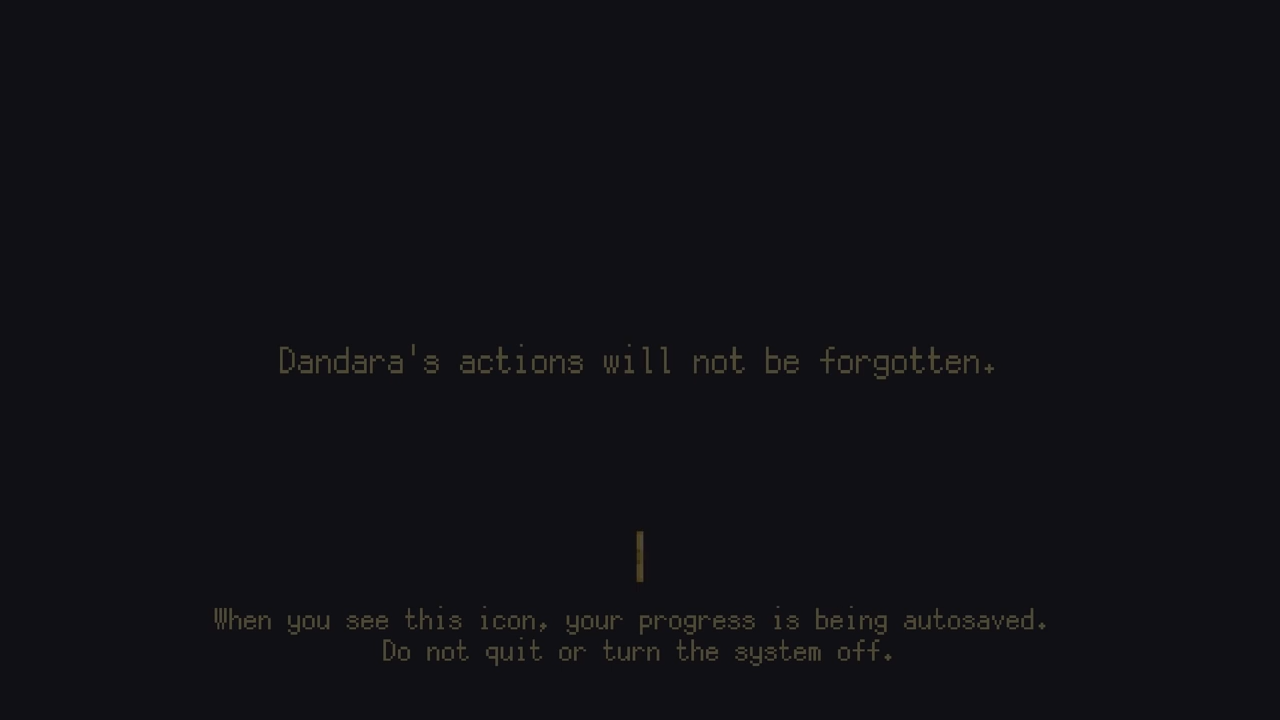 Dandara's actions will not be forgotten.
When you see this icon, your progress is being autosaved.
Do not quit or turn the system off.